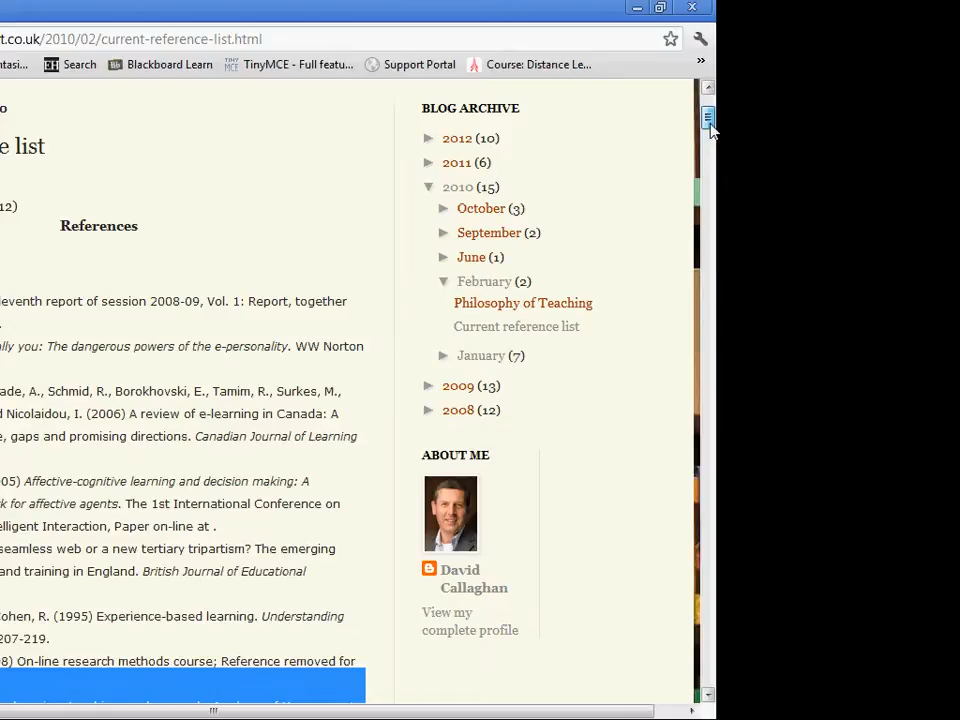 t.co.uk/2010/02/current-reference-list.html
ntasi... Search Blackboard Learn TinyMCE - Full featu... Support Portal Course: Distance Le... »
BLOG ARCHIVE
► 2012 (10)
► 2011 (6)
▼ 2010 (15)
► October (3)
► September (2)
► June (1)
▼ February (2)
Philosophy of Teaching
Current reference list
► January (7)
► 2009 (13)
► 2008 (12)
ABOUT ME
David
Callaghan
View my
complete profile
e list
12)
References
leventh report of session 2008-09, Vol. 1: Report, together
.
ally you: The dangerous powers of the e-personality. WW Norton
ade, A., Schmid, R., Borokhovski, E., Tamim, R., Surkes, M.,
d Nicolaidou, I. (2006) A review of e-learning in Canada: A
e, gaps and promising directions. Canadian Journal of Learning
05) Affective-cognitive learning and decision making: A
k for affective agents. The 1st International Conference on
elligent Interaction, Paper on-line at .
seamless web or a new tertiary tripartism? The emerging
and training in England. British Journal of Educational
Cohen, R. (1995) Experience-based learning. Understanding
207-219.
98) On-line research methods course; Reference removed for